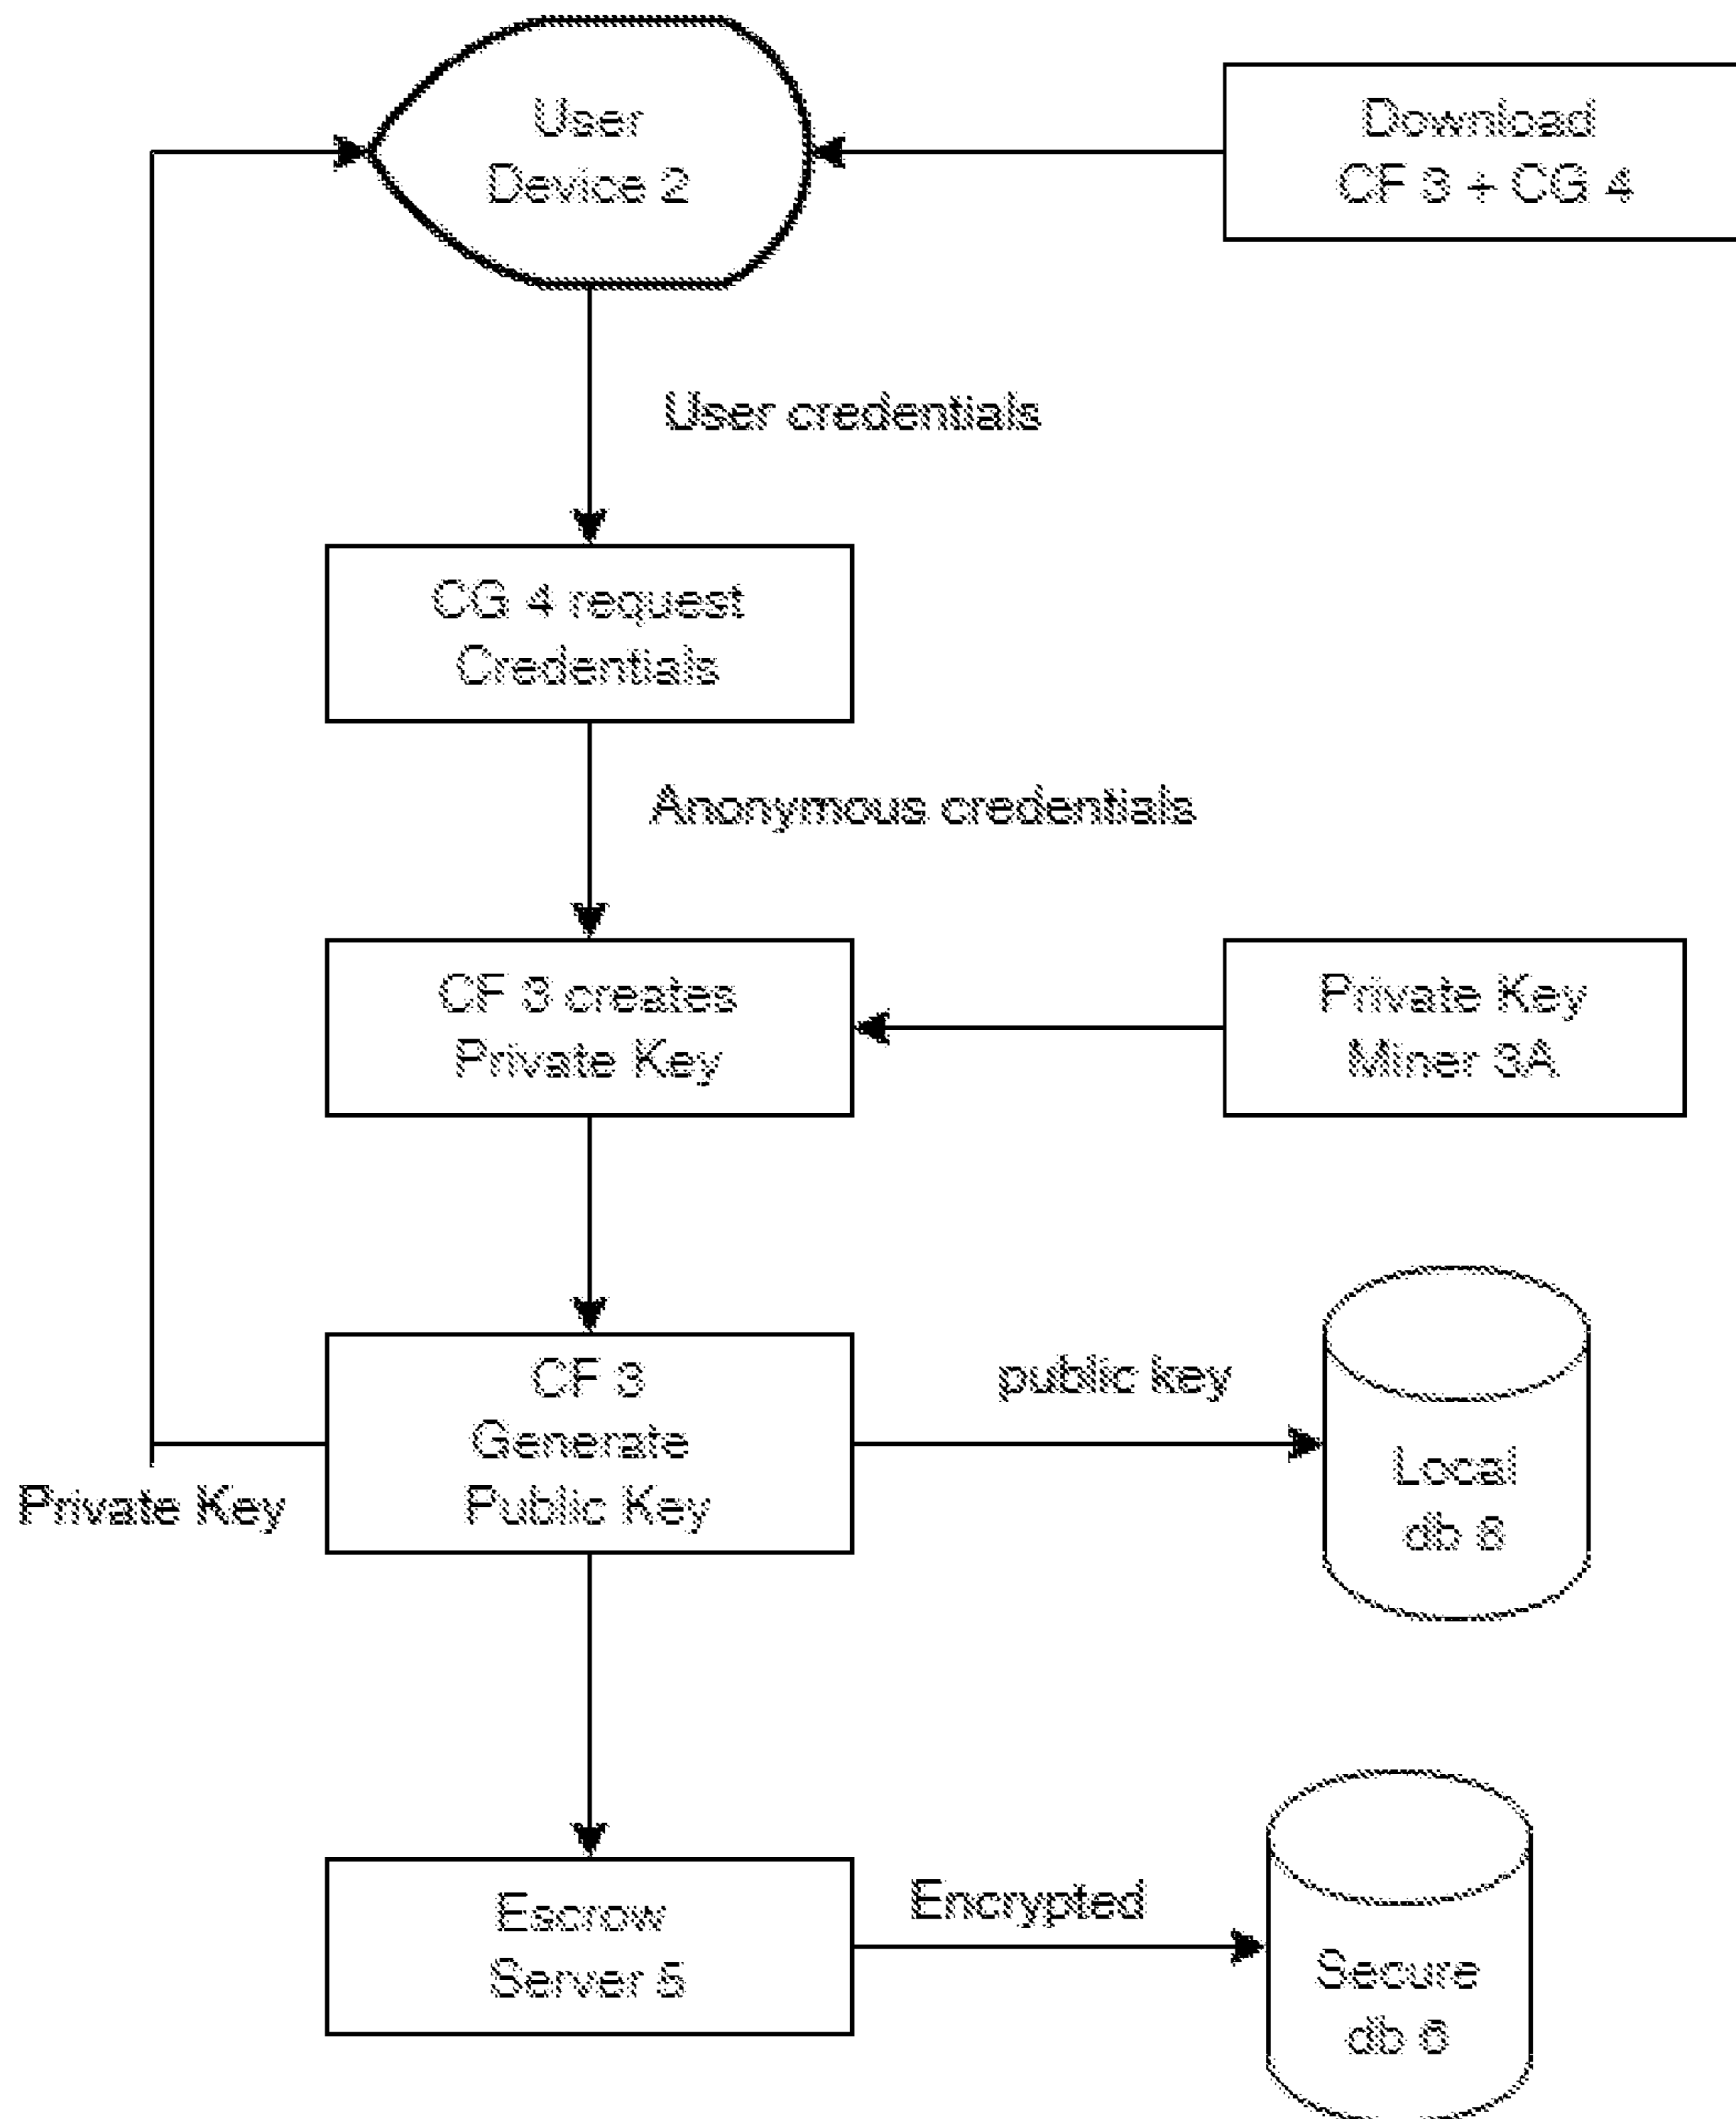 User
Device 2
Download
CF 3 + CG 4
User credentials
CG 4 request
Credentials
Anonymous credentials
CF 3 creates
Private Key
Private Key
Miner 3A
CF 3
Generate
Public Key
public key
Local
db 8
Private Key
Escrow
Server 5
Encrypted
Secure
db 6